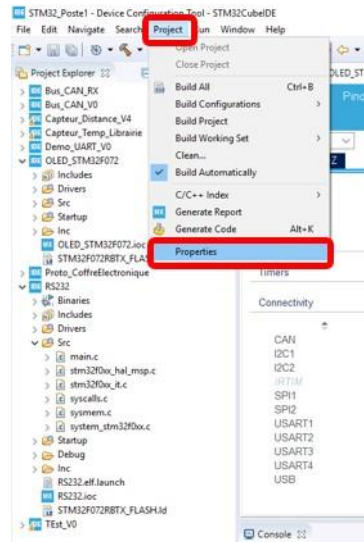 STM32_Poste1 - Device Configuration Tool - STM32CubeIDE
File Edit Navigate Search Project Run Window Help
Project Explorer
Bus_CAN_RX
Bus_CAN_V0
Capteur_Distance_V4
Capteur_Temp_Librairie
Demo_UART_V0
OLED_STM32F072
Includes
Drivers
Src
Startup
Inc
OLED_STM32F072.ioc
STM32F072RBTX_FLAS
Proto_CoffreElectronique
RS232
Binaries
Includes
Drivers
Src
main.c
stm32f0xx_hal_msp.c
stm32f0xx_it.c
syscalls.c
sysmem.c
system_stm32f0xx.c
Startup
Debug
Inc
RS232.elf.launch
RS232.ioc
STM32F072RBTX_FLASH.ld
TEst_V0
Open Project
Close Project
Build All Ctrl+B
Build Configurations
Build Project
Build Working Set
Clean...
Build Automatically
C/C++ Index
Generate Report
Generate Code Alt+K
Properties
OLED_ST
Pinc
Z
Timers
Connectivity
CAN
I2C1
I2C2
IRTIM
SPI1
SPI2
USART1
USART2
USART3
USART4
USB
Console